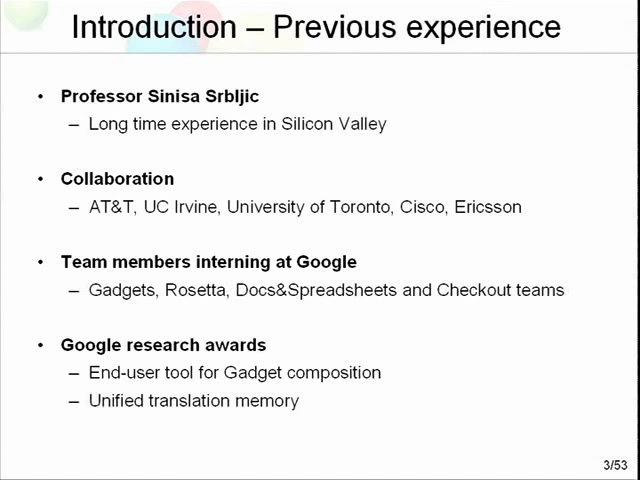 Introduction – Previous experience
• Professor Sinisa Srbljic
– Long time experience in Silicon Valley
• Collaboration
– AT&T, UC Irvine, University of Toronto, Cisco, Ericsson
• Team members interning at Google
– Gadgets, Rosetta, Docs&Spreadsheets and Checkout teams
• Google research awards
– End-user tool for Gadget composition
– Unified translation memory
3/53